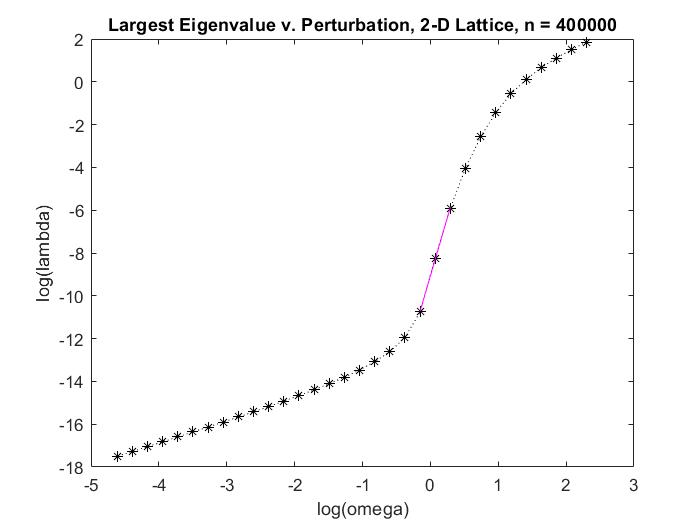 Largest Eigenvalue v. Perturbation, 2-D Lattice, n = 400000
2
0
-2
-4
-6
-8
-10
-12
-14
-16
-18
log(lambda)
-5 -4 -3 -2 -1 0 1 2 3
log(omega)